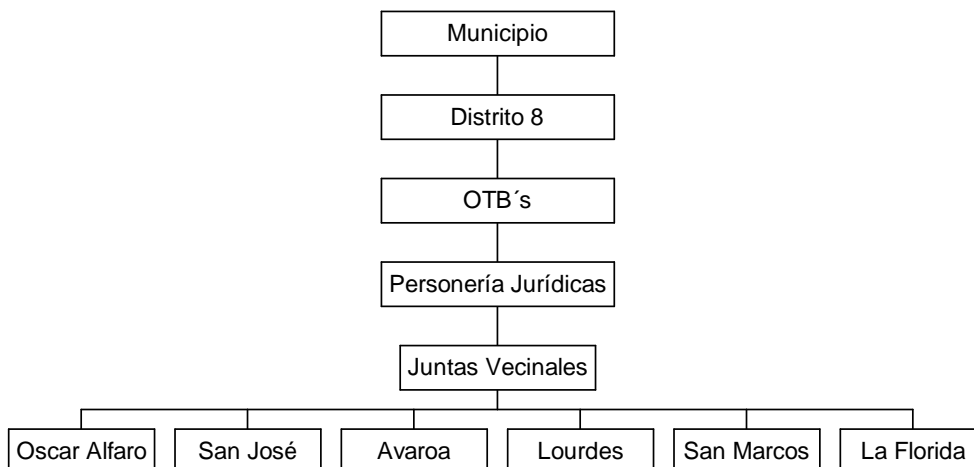 Municipio
Distrito 8
OTB´s
Personería Jurídicas
Juntas Vecinales
Oscar Alfaro
San José
Avaroa
Lourdes
San Marcos
La Florida